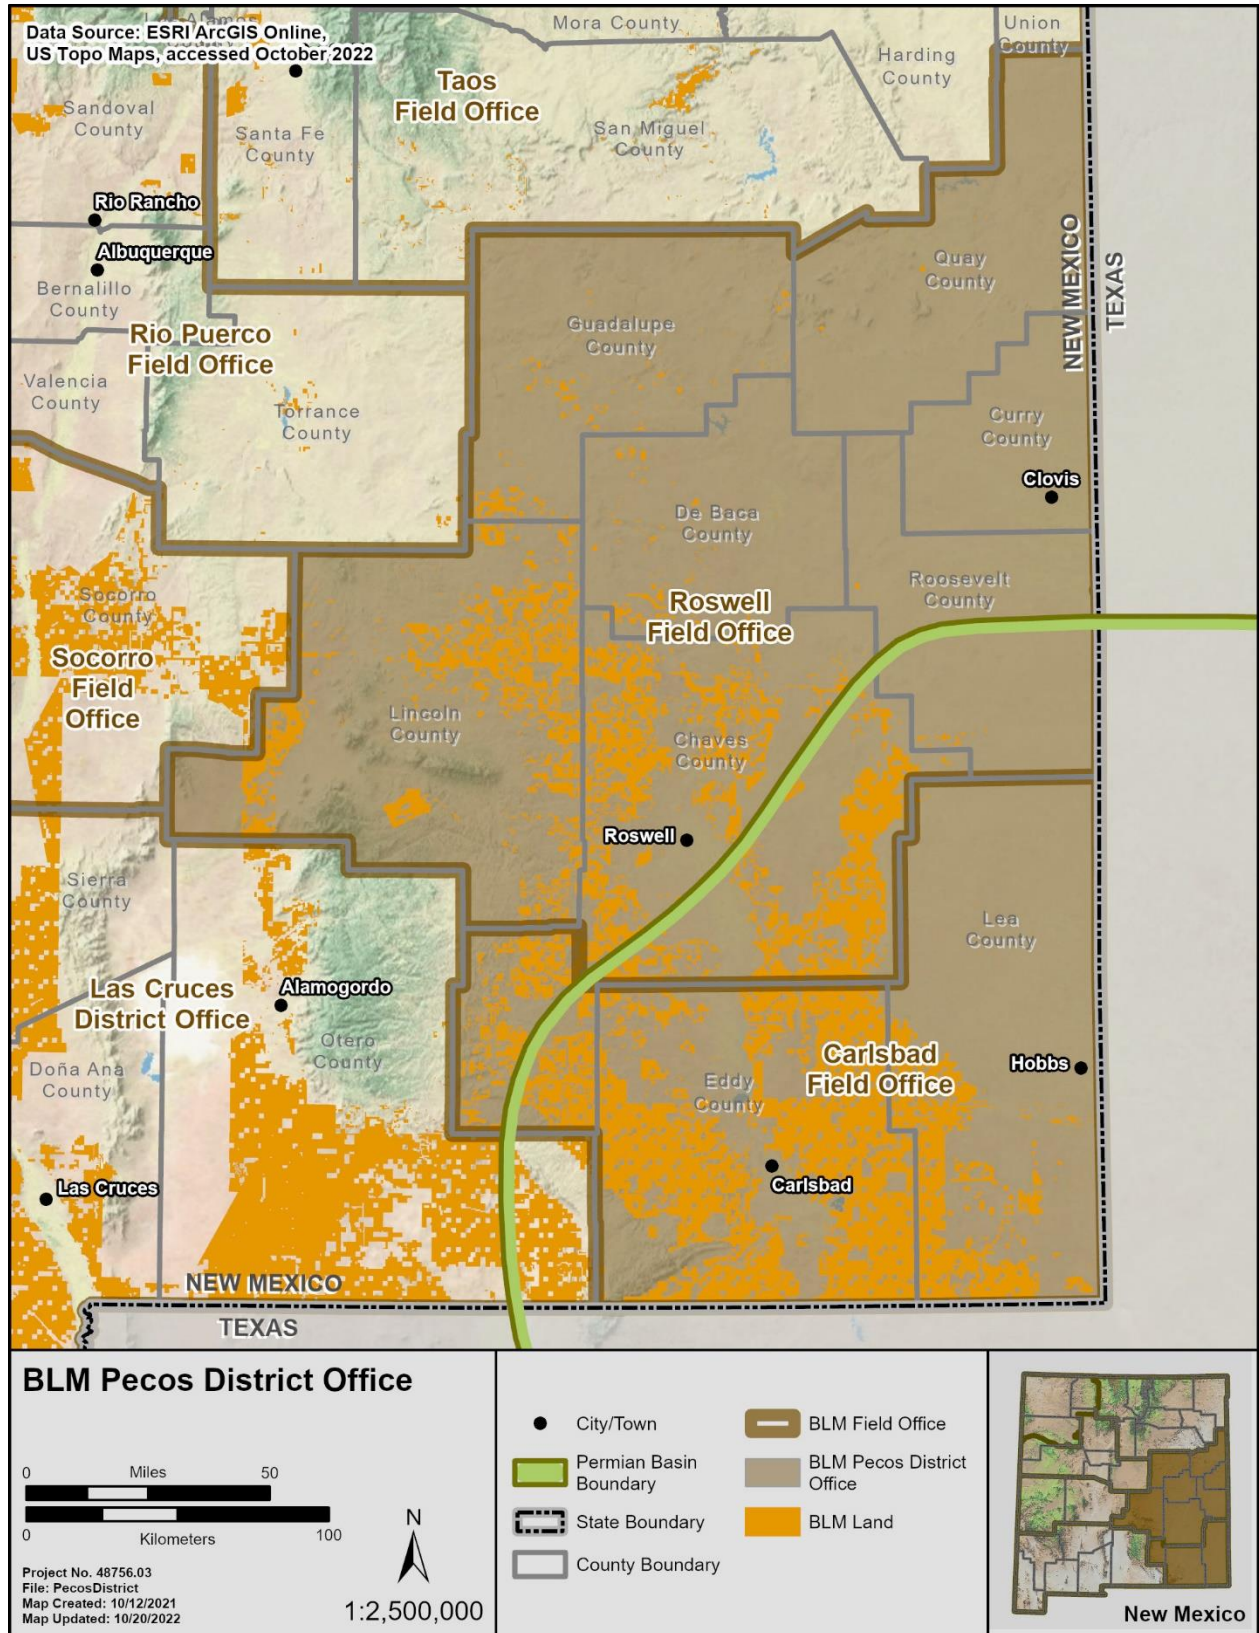 Data Source: ESRI ArcGIS Online,
US Topo Maps, accessed October 2022
Mora County
Union
County
Harding
County
Taos
Field Office
Sandoval
County
Santa Fe
County
San Miguel
County
Rio Rancho
Albuquerque
Bernalillo
County
Quay
County
NEW MEXICO
TEXAS
Guadalupe
County
Rio Puerco
Field Office
Valencia
County
Torrance
County
Curry
County
Clovis
De Baca
County
Roosevelt
County
Socorro
County
Roswell
Field Office
Socorro
Field
Office
Lincoln
County
Chaves
County
Roswell
Sierra
County
Lea
County
Las Cruces
District Office
Alamogordo
Otero
County
Doña Ana
County
Carlsbad
Field Office
Hobbs
Eddy
County
Carlsbad
Las Cruces
NEW MEXICO
TEXAS
BLM Pecos District Office
0 Miles 50
0 Kilometers 100
N
1:2,500,000
Project No. 48756.03
File: PecosDistrict
Map Created: 10/12/2021
Map Updated: 10/20/2022
City/Town
Permian Basin
Boundary
State Boundary
County Boundary
BLM Field Office
BLM Pecos District
Office
BLM Land
New Mexico